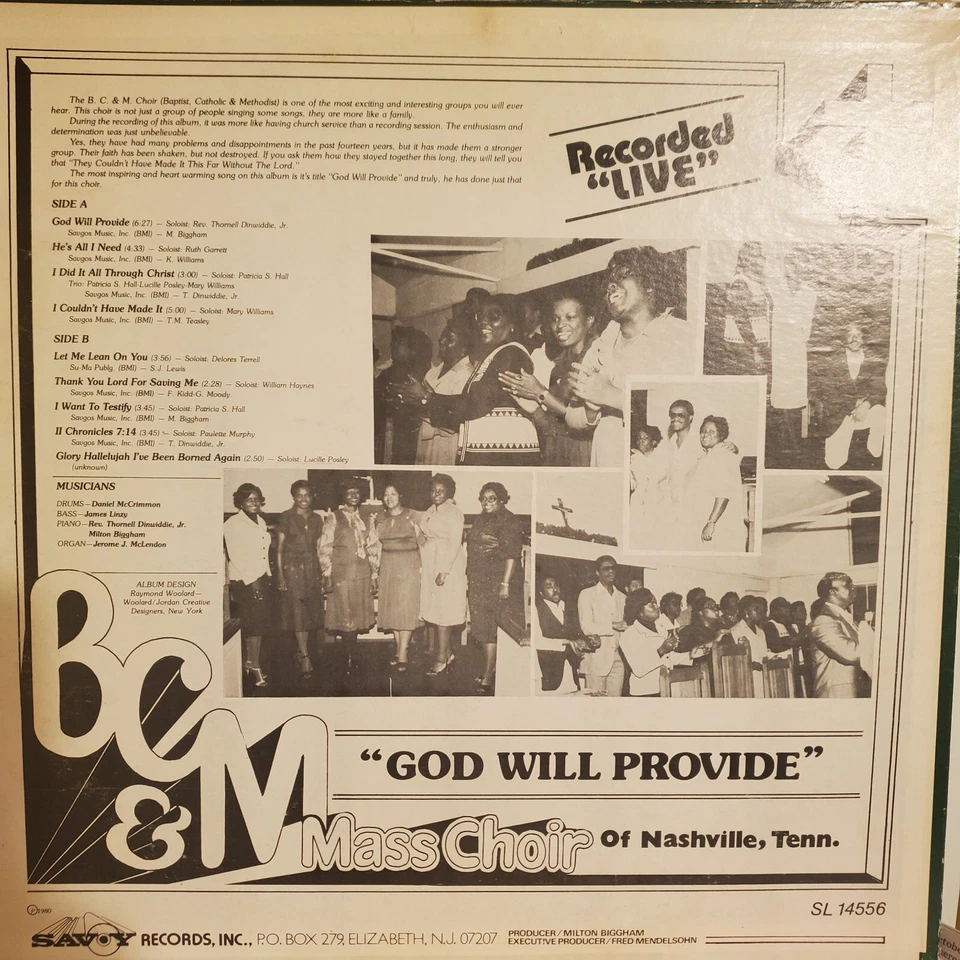 The B. C. & M. Choir (Baptist, Catholic & Methodist) is one of the most exciting and interesting groups you will ever
hear. This choir is not just a group of people singing some songs, they are more like a family.
During the recording of this album, it was more like having church service than a recording session. The enthusiasm and
determination was just unbelievable.
Yes, they have had many problems and disappointments in the past fourteen years, but it has made them a stronger
group. Their faith has been shaken, but not destroyed. If you ask them how they stayed together this long, they will tell you
that "They Couldn't Have Made It This Far Without The Lord."
The most inspiring and heart warming song on this album is it's title "God Will Provide" and truly, he has done just that
for this choir.
Recorded
"LIVE"
SIDE A
God Will Provide (6:27) — Soloist: Rev. Thornell Dinwiddie, Jr.
Savgos Music, Inc. (BMI) — M. Biggham
He's All I Need (4:33) — Soloist: Ruth Garrett
Savgos Music, Inc. (BMI) — K. Williams
I Did It All Through Christ (3:00) — Soloist: Patricia S. Hall
Trio: Patricia S. Hall-Lucille Posley-Mary Williams
Savgos Music, Inc. (BMI) — T. Dinwiddie, Jr.
I Couldn't Have Made It (5:00) — Soloist: Mary Williams
Savgos Music, Inc. (BMI) — T.M. Teasley
SIDE B
Let Me Lean On You (3:56) — Soloist: Delores Terrell
Su-Ma Publg. (BMI) — S.J. Lewis
Thank You Lord For Saving Me (2:28) — Soloist: William Haynes
Savgos Music, Inc. (BMI) — F. Kidd-G. Moody
I Want To Testify (3:45) — Soloist: Patricia S. Hall
Savgos Music, Inc. (BMI) — M. Biggham
II Chronicles 7:14 (3:45) — Soloist: Paulette Murphy
Savgos Music, Inc. (BMI) — T. Dinwiddie, Jr.
Glory Hallelujah I've Been Borned Again (2:50) — Soloist: Lucille Posley
(unknown)
MUSICIANS
DRUMS—Daniel McCrimmon
BASS—James Linzy
PIANO—Rev. Thornell Dinwiddie, Jr.
Milton Biggham
ORGAN—Jerome J. McLendon
ALBUM DESIGN
Raymond Woolard—
Woolard/Jordan Creative
Designers, New York
BC
&M
"GOD WILL PROVIDE"
Mass Choir Of Nashville, Tenn.
℗1980
SL 14556
SAVOY RECORDS, INC., P.O. BOX 279, ELIZABETH, N.J. 07207
PRODUCER/MILTON BIGGHAM
EXECUTIVE PRODUCER/FRED MENDELSOHN